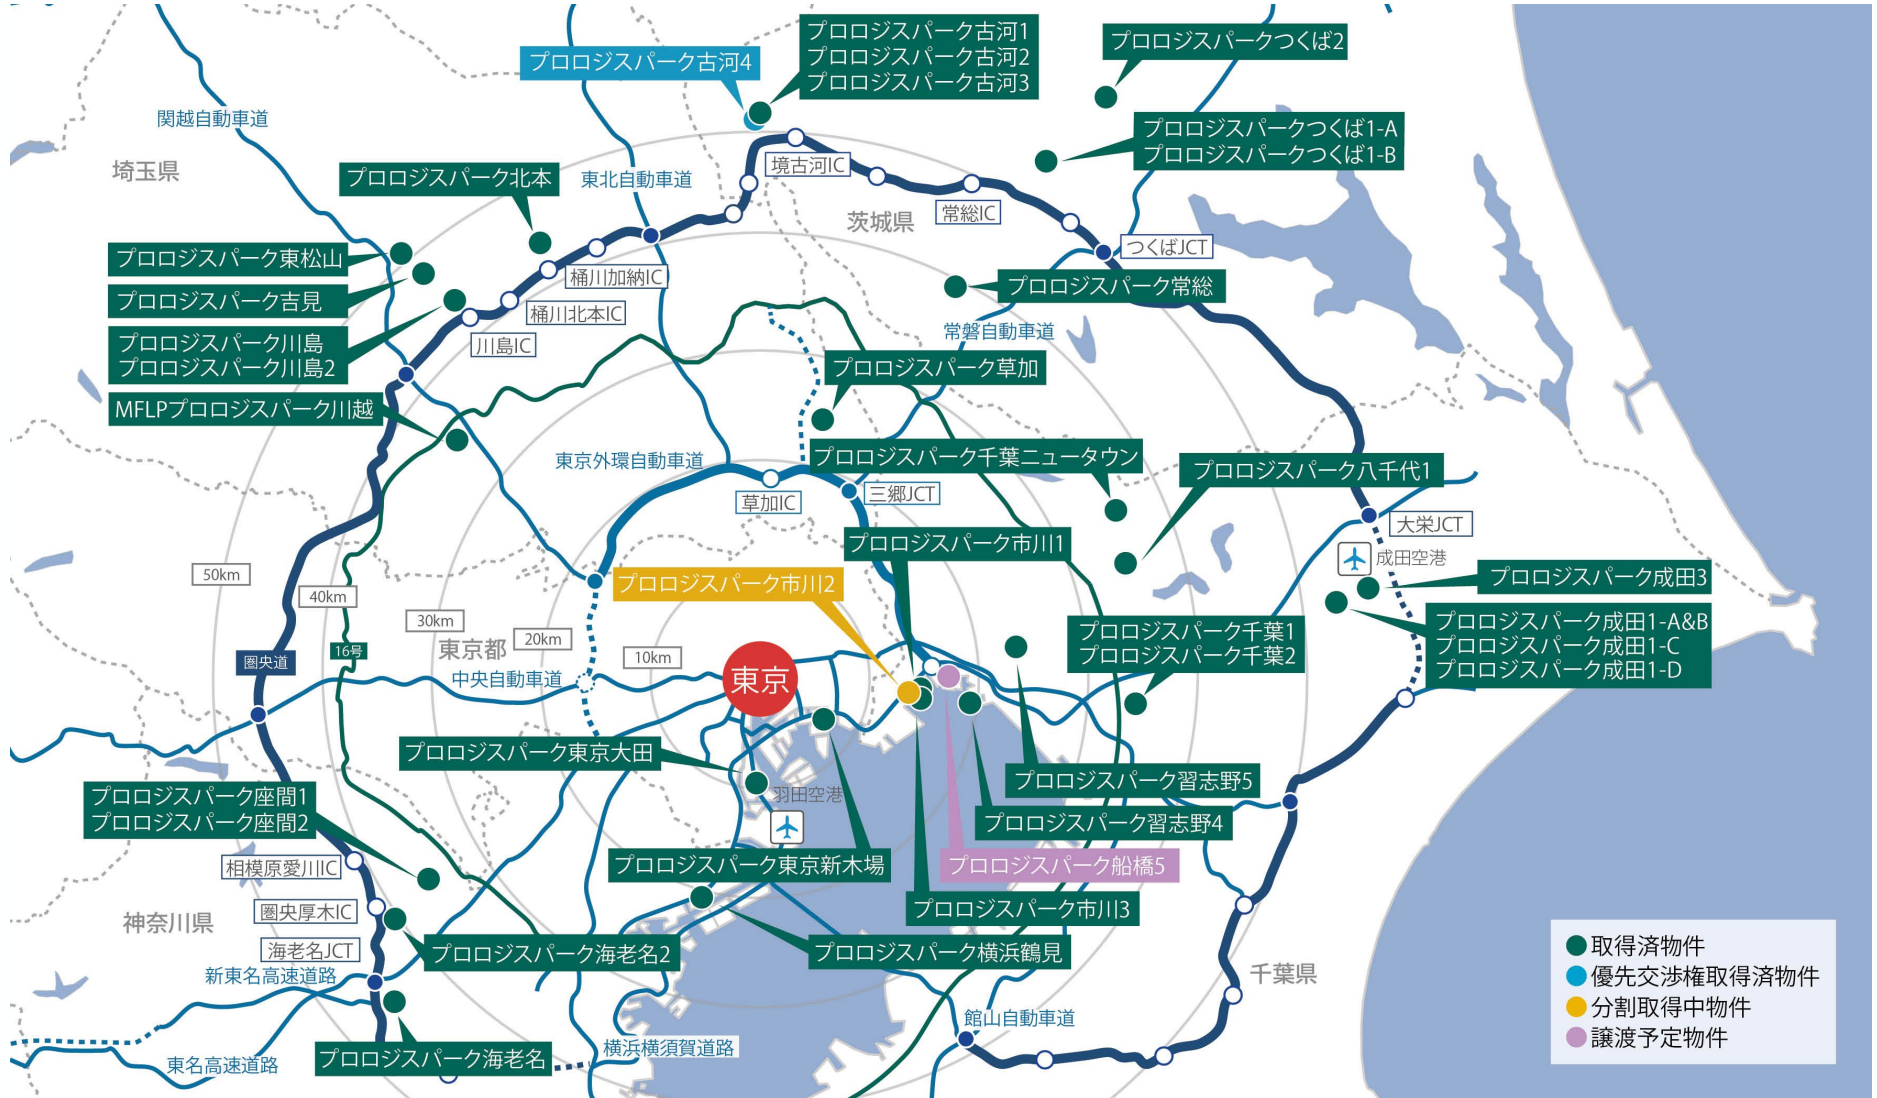 プロロジスパーク古河1
プロロジスパーク古河2
プロロジスパーク古河3
プロロジスパークつくば2
プロロジスパーク古河4
関越自動車道
プロロジスパークつくば1-A
プロロジスパークつくば1-B
埼玉県
プロロジスパーク北本
東北自動車道
境古河IC
茨城県
常総IC
つくばJCT
プロロジスパーク東松山
桶川加納IC
プロロジスパーク常総
プロロジスパーク吉見
桶川北本IC
常磐自動車道
プロロジスパーク川島
プロロジスパーク川島2
川島IC
プロロジスパーク草加
MFLPプロロジスパーク川越
東京外環自動車道
プロロジスパーク千葉ニュータウン
プロロジスパーク八千代1
草加IC
三郷JCT
大栄JCT
プロロジスパーク市川1
成田空港
50km
プロロジスパーク市川2
プロロジスパーク成田3
40km
30km
20km
10km
プロロジスパーク成田1-A&B
プロロジスパーク成田1-C
プロロジスパーク成田1-D
プロロジスパーク千葉1
プロロジスパーク千葉2
東京都
16号
圏央道
中央自動車道
東京
プロロジスパーク東京大田
羽田空港
プロロジスパーク習志野5
プロロジスパーク座間1
プロロジスパーク座間2
プロロジスパーク習志野4
相模原愛川IC
プロロジスパーク東京新木場
プロロジスパーク船橋5
圏央厚木IC
神奈川県
プロロジスパーク市川3
海老名JCT
プロロジスパーク海老名2
プロロジスパーク横浜鶴見
新東名高速道路
千葉県
館山自動車道
プロロジスパーク海老名
横浜横須賀道路
東名高速道路
取得済物件
優先交渉権取得済物件
分割取得中物件
譲渡予定物件